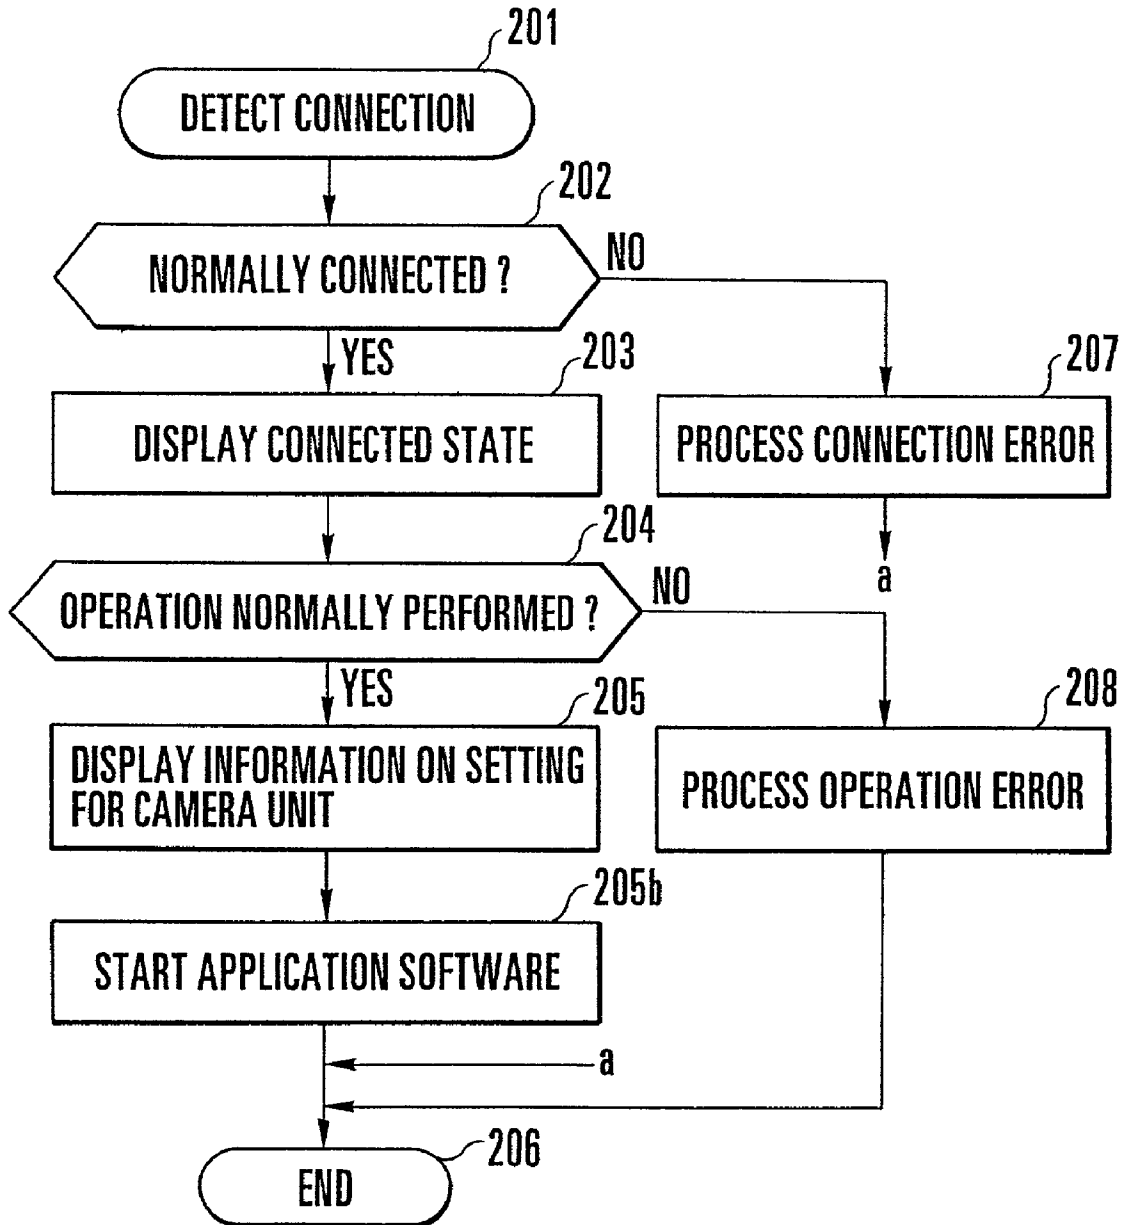 201
DETECT CONNECTION
202
NORMALLY CONNECTED ?
NO
YES
203
207
DISPLAY CONNECTED STATE
PROCESS CONNECTION ERROR
204
a
OPERATION NORMALLY PERFORMED ?
NO
YES
205
208
DISPLAY INFORMATION ON SETTING
FOR CAMERA UNIT
PROCESS OPERATION ERROR
205b
START APPLICATION SOFTWARE
a
206
END